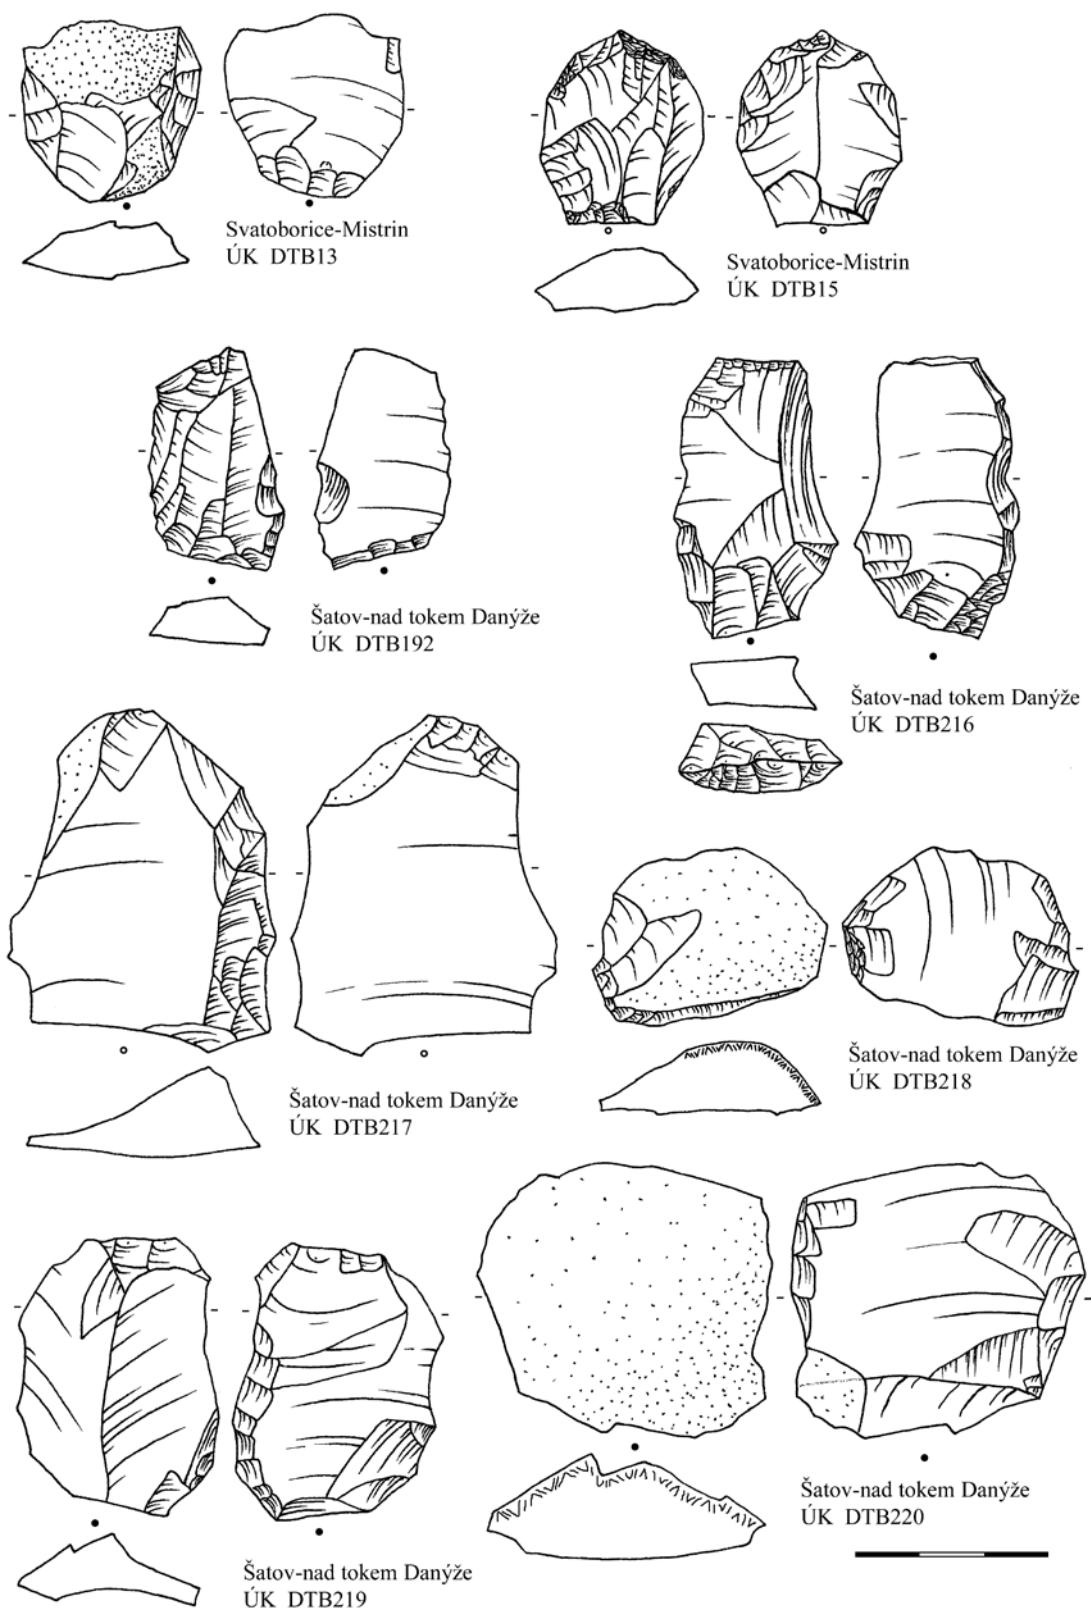 Svatoborice-Mistrin
ÚK DTB13
Svatoborice-Mistrin
ÚK DTB15
Šatov-nad tokem Danýže
ÚK DTB192
Šatov-nad tokem Danýže
ÚK DTB216
Šatov-nad tokem Danýže
ÚK DTB217
Šatov-nad tokem Danýže
ÚK DTB218
Šatov-nad tokem Danýže
ÚK DTB219
Šatov-nad tokem Danýže
ÚK DTB220